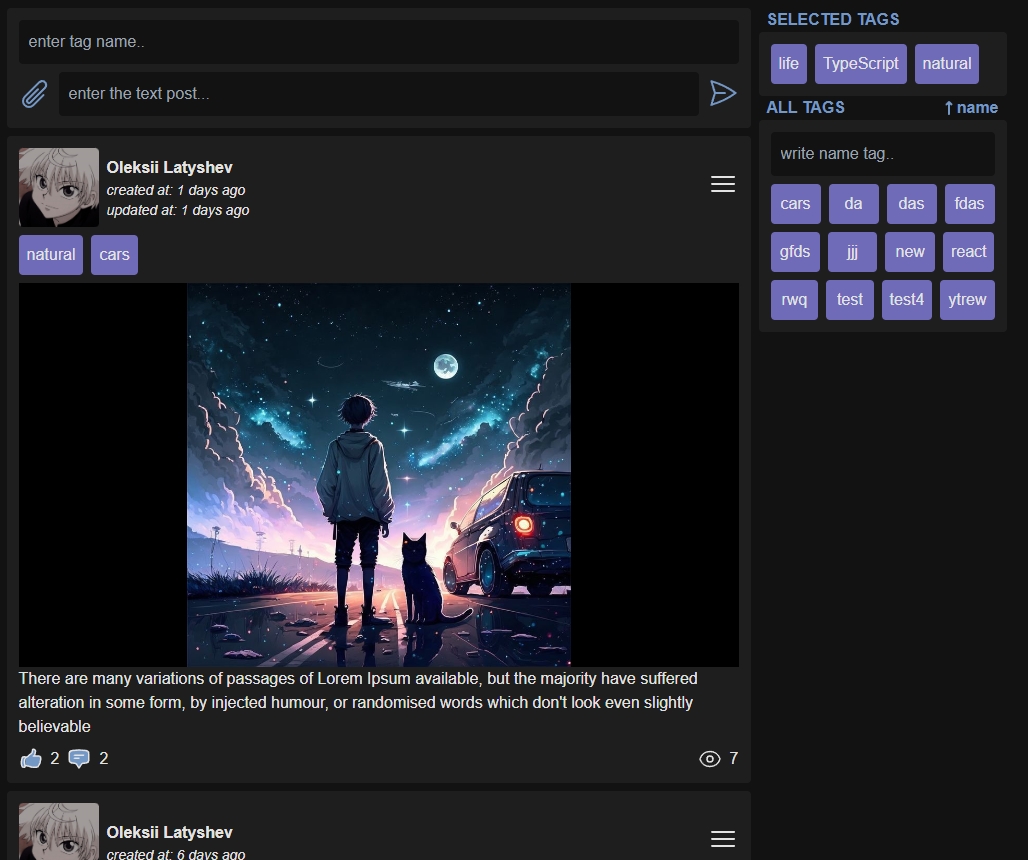 enter tag name..
enter the text post...
Oleksii Latyshev
created at: 1 days ago
updated at: 1 days ago
natural cars
There are many variations of passages of Lorem Ipsum available, but the majority have suffered
alteration in some form, by injected humour, or randomised words which don't look even slightly
believable
2 2 7
Oleksii Latyshev
created at: 6 days ago
SELECTED TAGS
life TypeScript natural
ALL TAGS ↑ name
write name tag..
cars da das fdas
gfds jjj new react
rwq test test4 ytrew